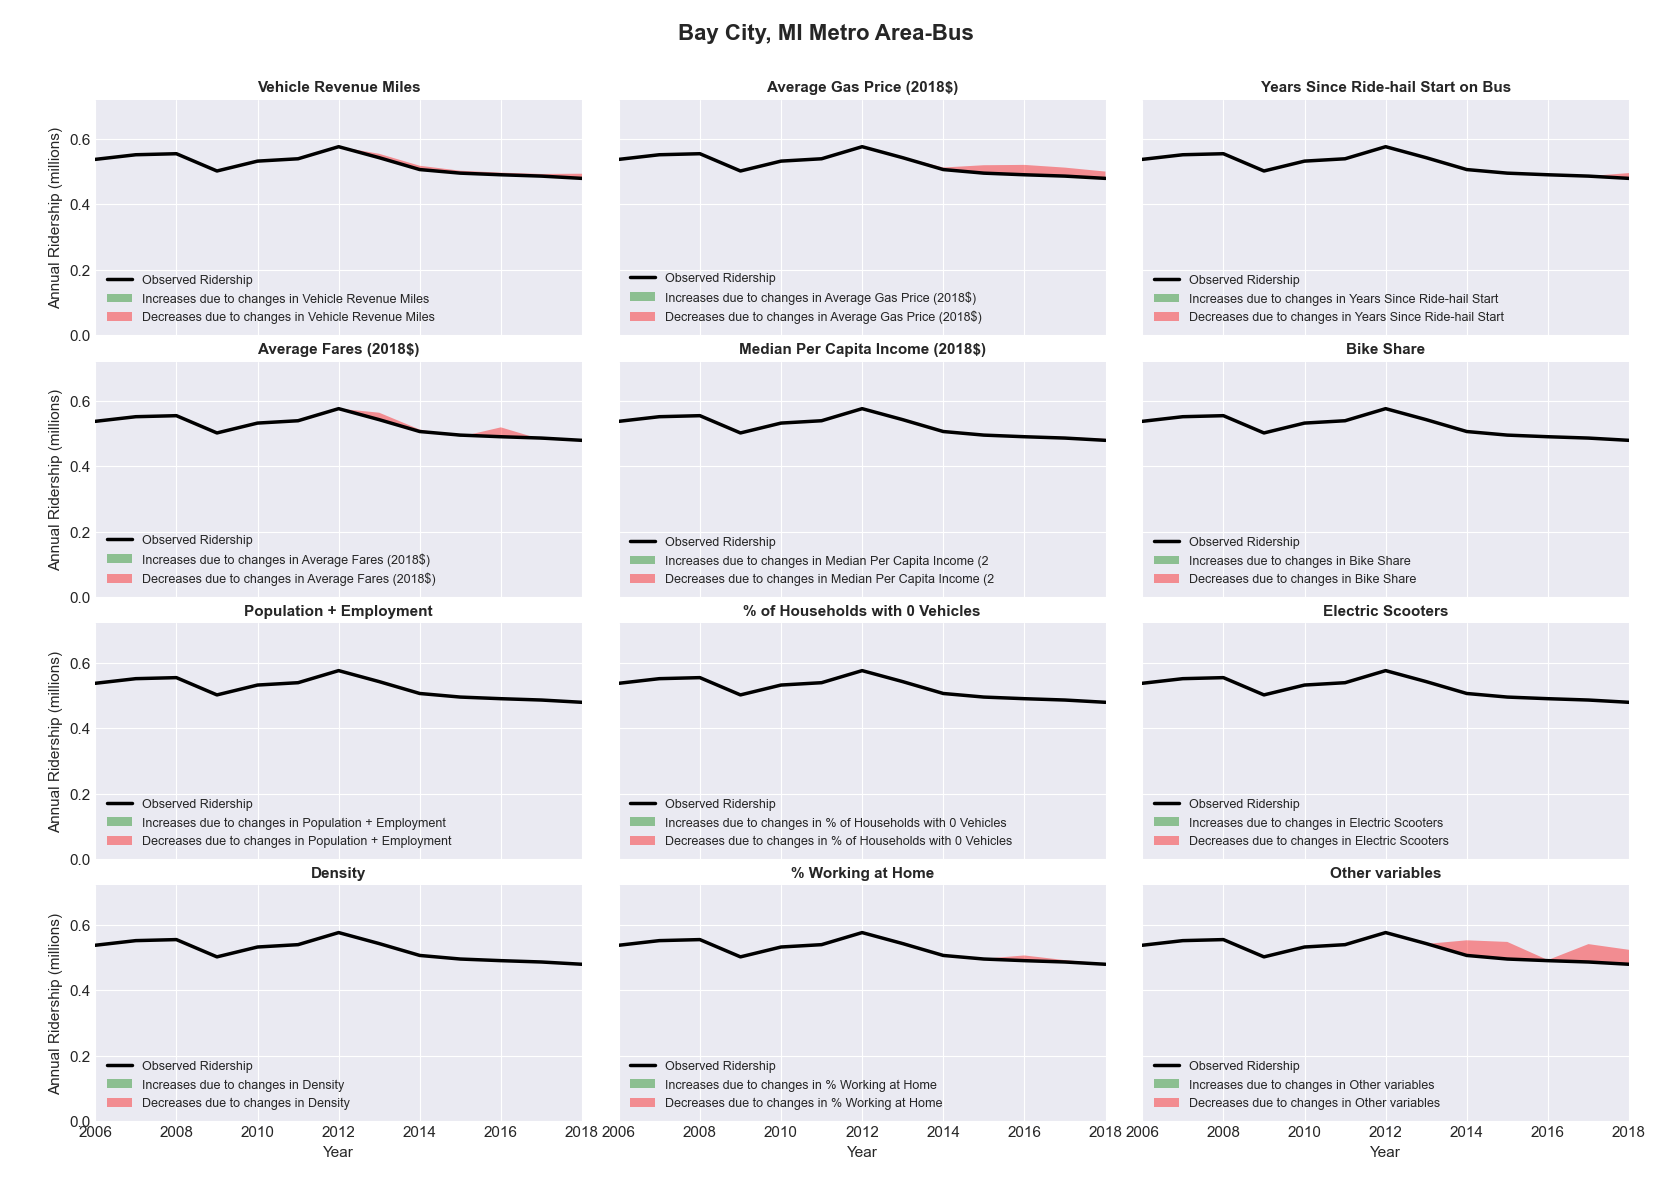 Bay City, MI Metro Area-Bus
Vehicle Revenue Miles
Annual Ridership (millions)
0.6
0.4
0.2
0.0
Observed Ridership
Increases due to changes in Vehicle Revenue Miles
Decreases due to changes in Vehicle Revenue Miles
Average Gas Price (2018$)
Observed Ridership
Increases due to changes in Average Gas Price (2018$)
Decreases due to changes in Average Gas Price (2018$)
Years Since Ride-hail Start on Bus
Observed Ridership
Increases due to changes in Years Since Ride-hail Start
Decreases due to changes in Years Since Ride-hail Start
Average Fares (2018$)
Annual Ridership (millions)
0.6
0.4
0.2
0.0
Observed Ridership
Increases due to changes in Average Fares (2018$)
Decreases due to changes in Average Fares (2018$)
Median Per Capita Income (2018$)
Observed Ridership
Increases due to changes in Median Per Capita Income (2
Decreases due to changes in Median Per Capita Income (2
Bike Share
Observed Ridership
Increases due to changes in Bike Share
Decreases due to changes in Bike Share
Population + Employment
Annual Ridership (millions)
0.6
0.4
0.2
0.0
Observed Ridership
Increases due to changes in Population + Employment
Decreases due to changes in Population + Employment
% of Households with 0 Vehicles
Observed Ridership
Increases due to changes in % of Households with 0 Vehicles
Decreases due to changes in % of Households with 0 Vehicles
Electric Scooters
Observed Ridership
Increases due to changes in Electric Scooters
Decreases due to changes in Electric Scooters
Density
Annual Ridership (millions)
0.6
0.4
0.2
0.0
Observed Ridership
Increases due to changes in Density
Decreases due to changes in Density
2006 2008 2010 2012 2014 2016 2018
Year
% Working at Home
Observed Ridership
Increases due to changes in % Working at Home
Decreases due to changes in % Working at Home
2006 2008 2010 2012 2014 2016 2018
Year
Other variables
Observed Ridership
Increases due to changes in Other variables
Decreases due to changes in Other variables
2006 2008 2010 2012 2014 2016 2018
Year